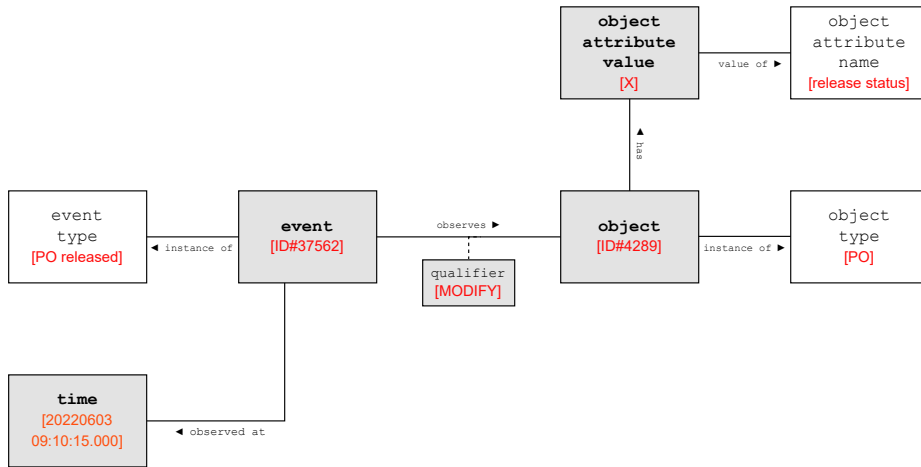 object
attribute
value
[X]
value of ►
object
attribute
name
[release status]
has ►
event
type
[PO released]
◄ instance of
event
[ID#37562]
observes ►
qualifier
[MODIFY]
object
[ID#4289]
instance of ►
object
type
[PO]
time
[20220603
09:10:15.000]
◄ observed at